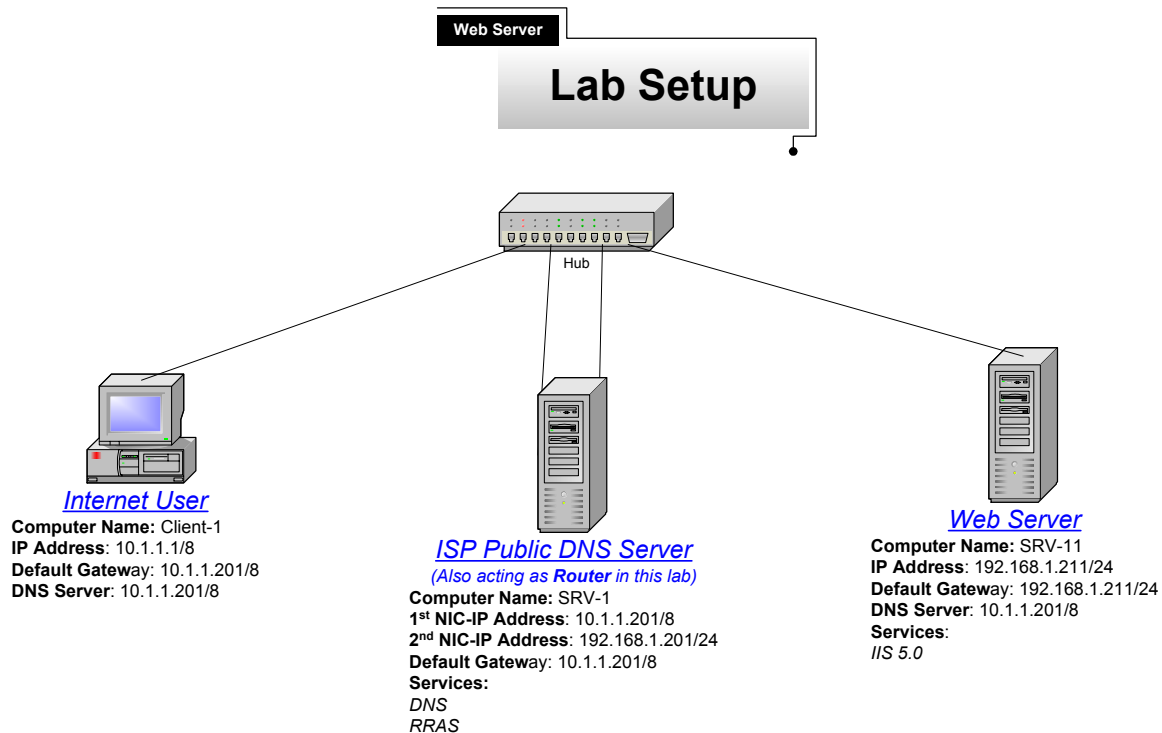 Web Server
Lab Setup
Hub
Internet User
Computer Name: Client-1
IP Address: 10.1.1.1/8
Default Gateway: 10.1.1.201/8
DNS Server: 10.1.1.201/8
ISP Public DNS Server
(Also acting as Router in this lab)
Computer Name: SRV-1
1st NIC-IP Address: 10.1.1.201/8
2nd NIC-IP Address: 192.168.1.201/24
Default Gateway: 10.1.1.201/8
Services:
DNS
RRAS
Web Server
Computer Name: SRV-11
IP Address: 192.168.1.211/24
Default Gateway: 192.168.1.211/24
DNS Server: 10.1.1.201/8
Services:
IIS 5.0